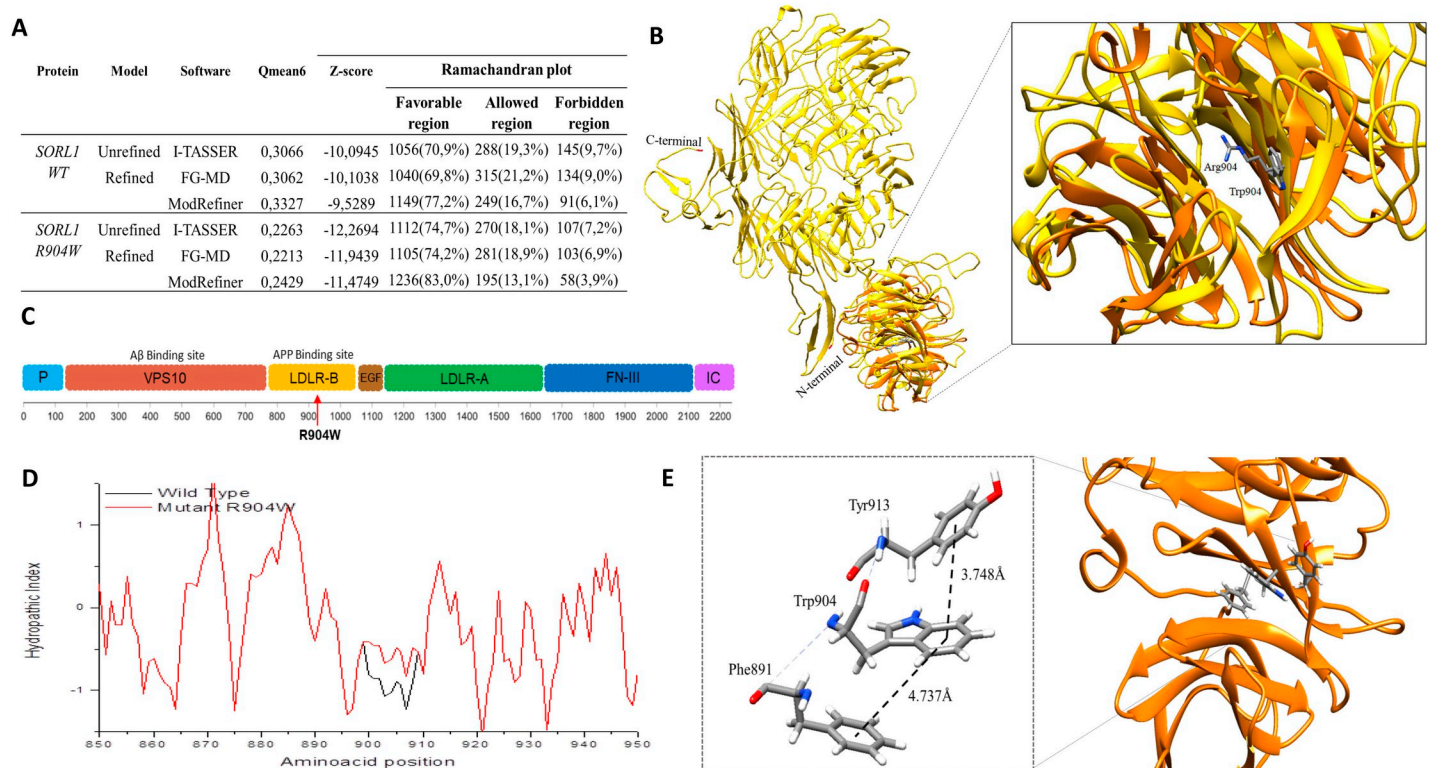 A
Protein Model Software Qmean6 Z-score Ramachandran plot
Favorable region Allowed region Forbidden region
SORL1 WT Unrefined I-TASSER 0,3066 -10,0945 1056(70,9%) 288(19,3%) 145(9,7%)
Refined FG-MD 0,3062 -10,1038 1040(69,8%) 315(21,2%) 134(9,0%)
ModRefiner 0,3327 -9,5289 1149(77,2%) 249(16,7%) 91(6,1%)
SORL1 R904W Unrefined I-TASSER 0,2263 -12,2694 1112(74,7%) 270(18,1%) 107(7,2%)
Refined FG-MD 0,2213 -11,9439 1105(74,2%) 281(18,9%) 103(6,9%)
ModRefiner 0,2429 -11,4749 1236(83,0%) 195(13,1%) 58(3,9%)
B
C-terminal
N-terminal
Arg904
Trp904
C
Aβ Binding site APP Binding site
P VPS10 LDLR-B EGF LDLR-A FN-III IC
0 100 200 300 400 500 600 700 800 900 1000 1100 1200 1300 1400 1500 1600 1700 1800 1900 2000 2100 2200
R904W
D
Wild Type
Mutant R904W
Hydropathic Index
1
0
-1
850 860 870 880 890 900 910 920 930 940 950
Aminoacid position
E
Tyr913
3.748Å
Trp904
Phe891
4.737Å